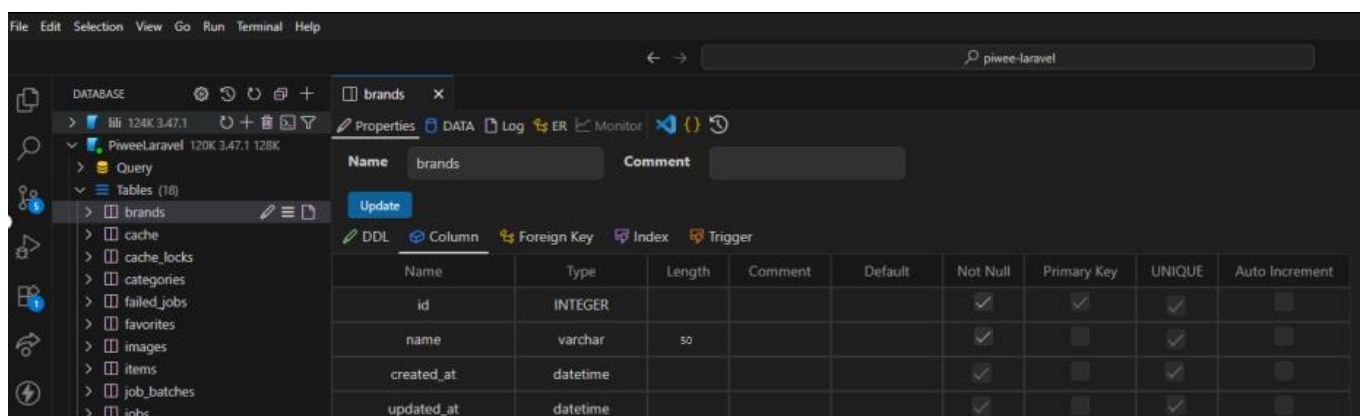 File Edit Selection View Go Run Terminal Help
piwee-laravel
DATABASE
brands
lili 124K 3.47.1
Properties DATA Log ER Monitor
PiweeLaravel 120K 3.47.1 128K
Query
Name brands Comment
Tables (18)
Update
brands
cache
DDL Column Foreign Key Index Trigger
cache_locks
Name Type Length Comment Default Not Null Primary Key UNIQUE Auto Increment
categories
failed_jobs
id INTEGER
favorites
images
name varchar 50
items
created_at datetime
job_batches
jobs
updated_at datetime
5
1